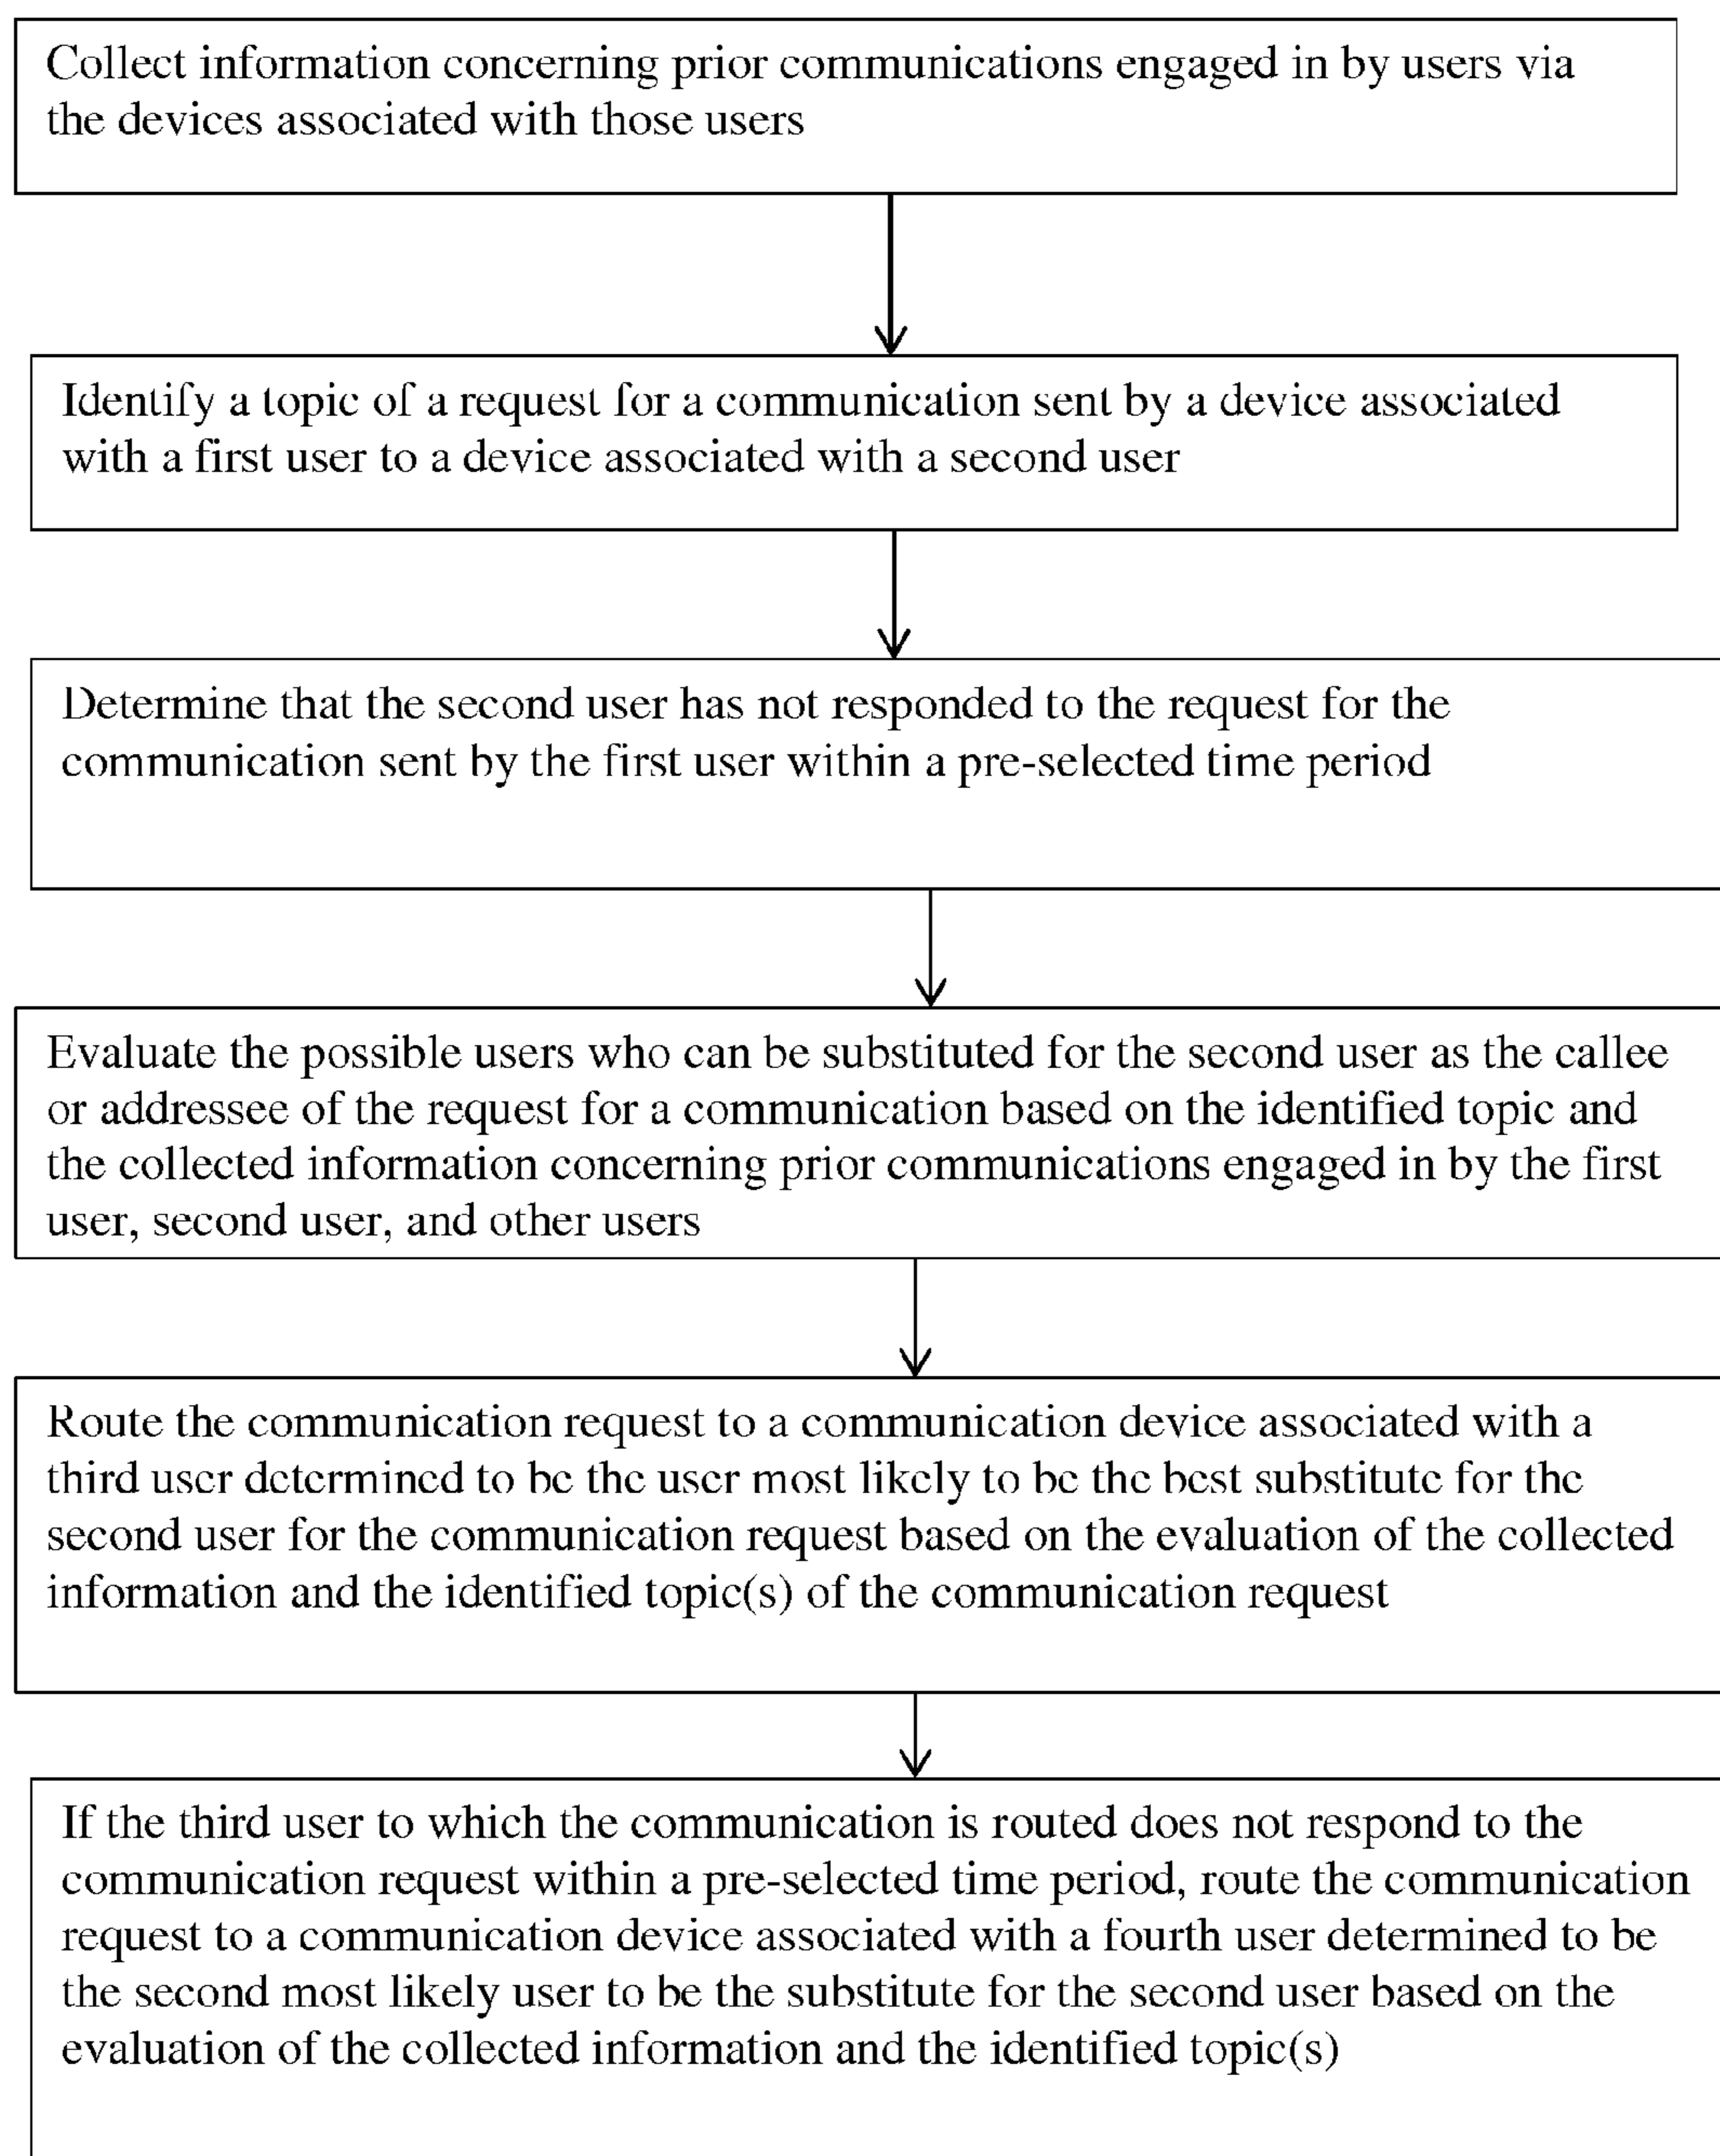 Collect information concerning prior communications engaged in by users via
the devices associated with those users
Identify a topic of a request for a communication sent by a device associated
with a first user to a device associated with a second user
Determine that the second user has not responded to the request for the
communication sent by the first user within a pre-selected time period
Evaluate the possible users who can be substituted for the second user as the callee
or addressee of the request for a communication based on the identified topic and
the collected information concerning prior communications engaged in by the first
user, second user, and other users
Route the communication request to a communication device associated with a
third user determined to be the user most likely to be the best substitute for the
second user for the communication request based on the evaluation of the collected
information and the identified topic(s) of the communication request
If the third user to which the communication is routed does not respond to the
communication request within a pre-selected time period, route the communication
request to a communication device associated with a fourth user determined to be
the second most likely user to be the substitute for the second user based on the
evaluation of the collected information and the identified topic(s)